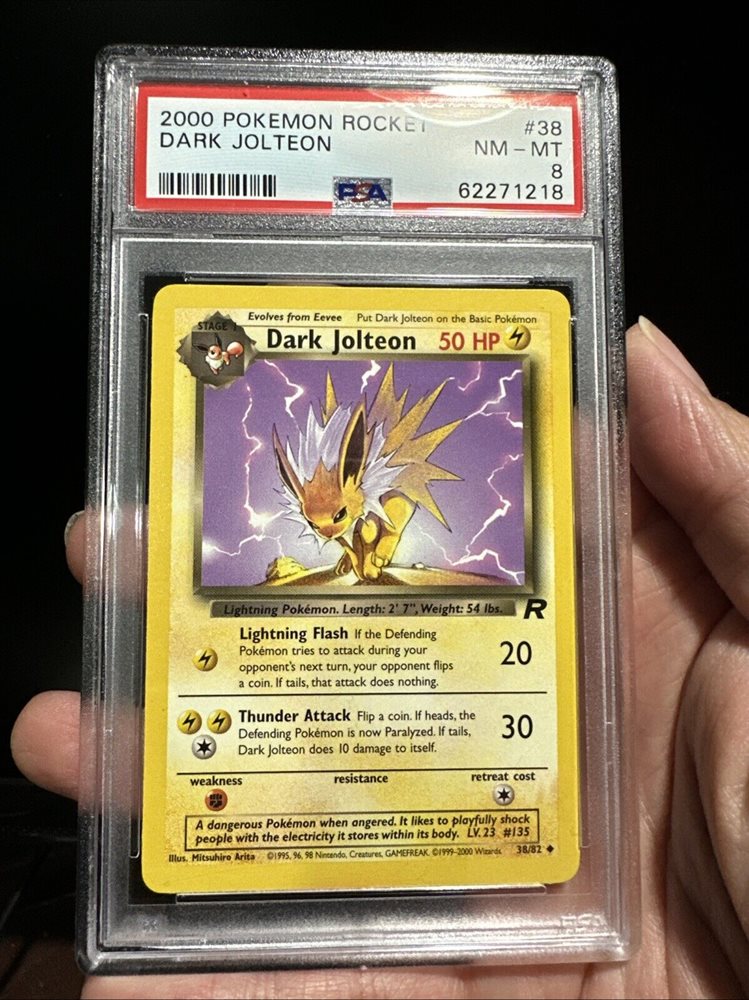 2000 POKEMON ROCKET #38
DARK JOLTEON NM - MT
8
PSA 62271218
STAGE 1
Evolves from Eevee Put Dark Jolteon on the Basic Pokémon
Dark Jolteon 50 HP
Lightning Pokémon. Length: 2' 7", Weight: 54 lbs.
R
Lightning Flash If the Defending
Pokémon tries to attack during your
opponent's next turn, your opponent flips
a coin. If tails, that attack does nothing.
20
Thunder Attack Flip a coin. If heads, the
Defending Pokémon is now Paralyzed. If tails,
Dark Jolteon does 10 damage to itself.
30
weakness resistance retreat cost
A dangerous Pokémon when angered. It likes to playfully shock
people with the electricity it stores within its body. LV. 23 #135
Illus. Mitsuhiro Arita ©1995, 96, 98 Nintendo, Creatures, GAMEFREAK. ©1999-2000 Wizards. 38/82
PSA